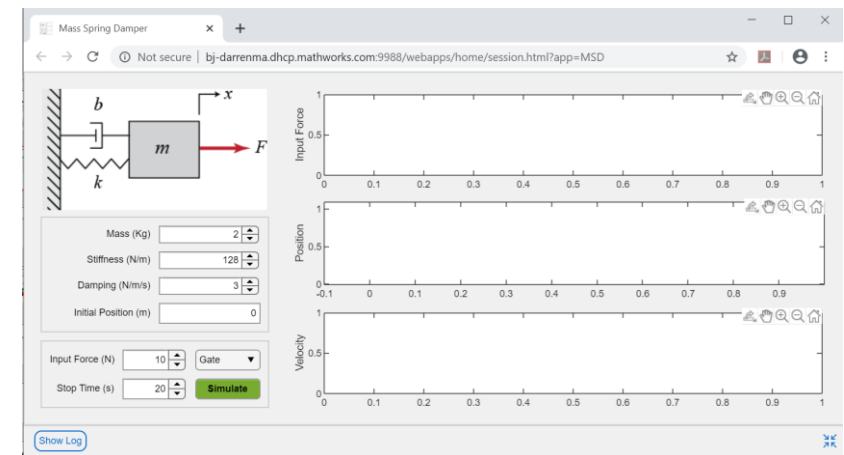 Mass Spring Damper
Not secure | bj-darrenma.dhcp.mathworks.com:9988/webapps/home/session.html?app=MSD
b
x
m
F
k
Mass (Kg) 2
Stiffness (N/m) 128
Damping (N/m/s) 3
Initial Position (m) 0
Input Force (N) 10 Gate
Stop Time (s) 20 Simulate
Input Force
1
0.5
0
0 0.1 0.2 0.3 0.4 0.5 0.6 0.7 0.8 0.9 1
Position
1
0.5
0
-0.1 0 0.1 0.2 0.3 0.4 0.5 0.6 0.7 0.8 0.9
Velocity
1
0.5
0
0 0.1 0.2 0.3 0.4 0.5 0.6 0.7 0.8 0.9 1
Show Log